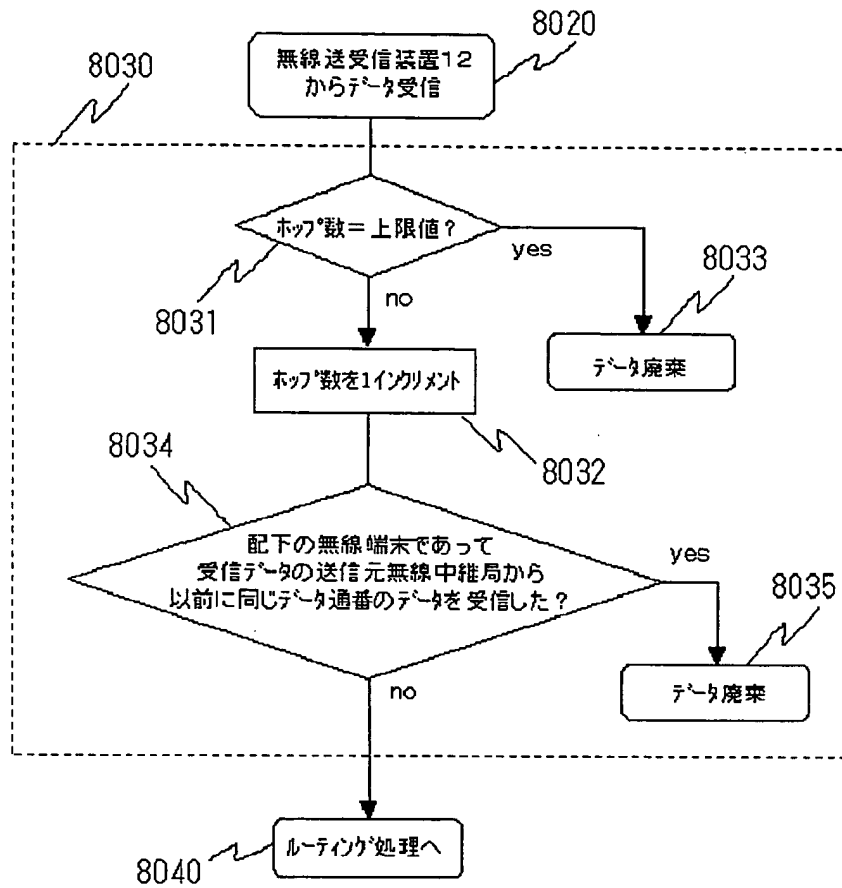 8020
無線送受信装置12
からデータ受信
8030
ホップ数＝上限値？
yes
8031
no
8033
データ廃棄
ホップ数を1インクリメント
8032
8034
配下の無線端末であって
受信データの送信元無線中継局から
以前に同じデータ通番のデータを受信した？
yes
8035
no
データ廃棄
ルーティング処理へ
8040